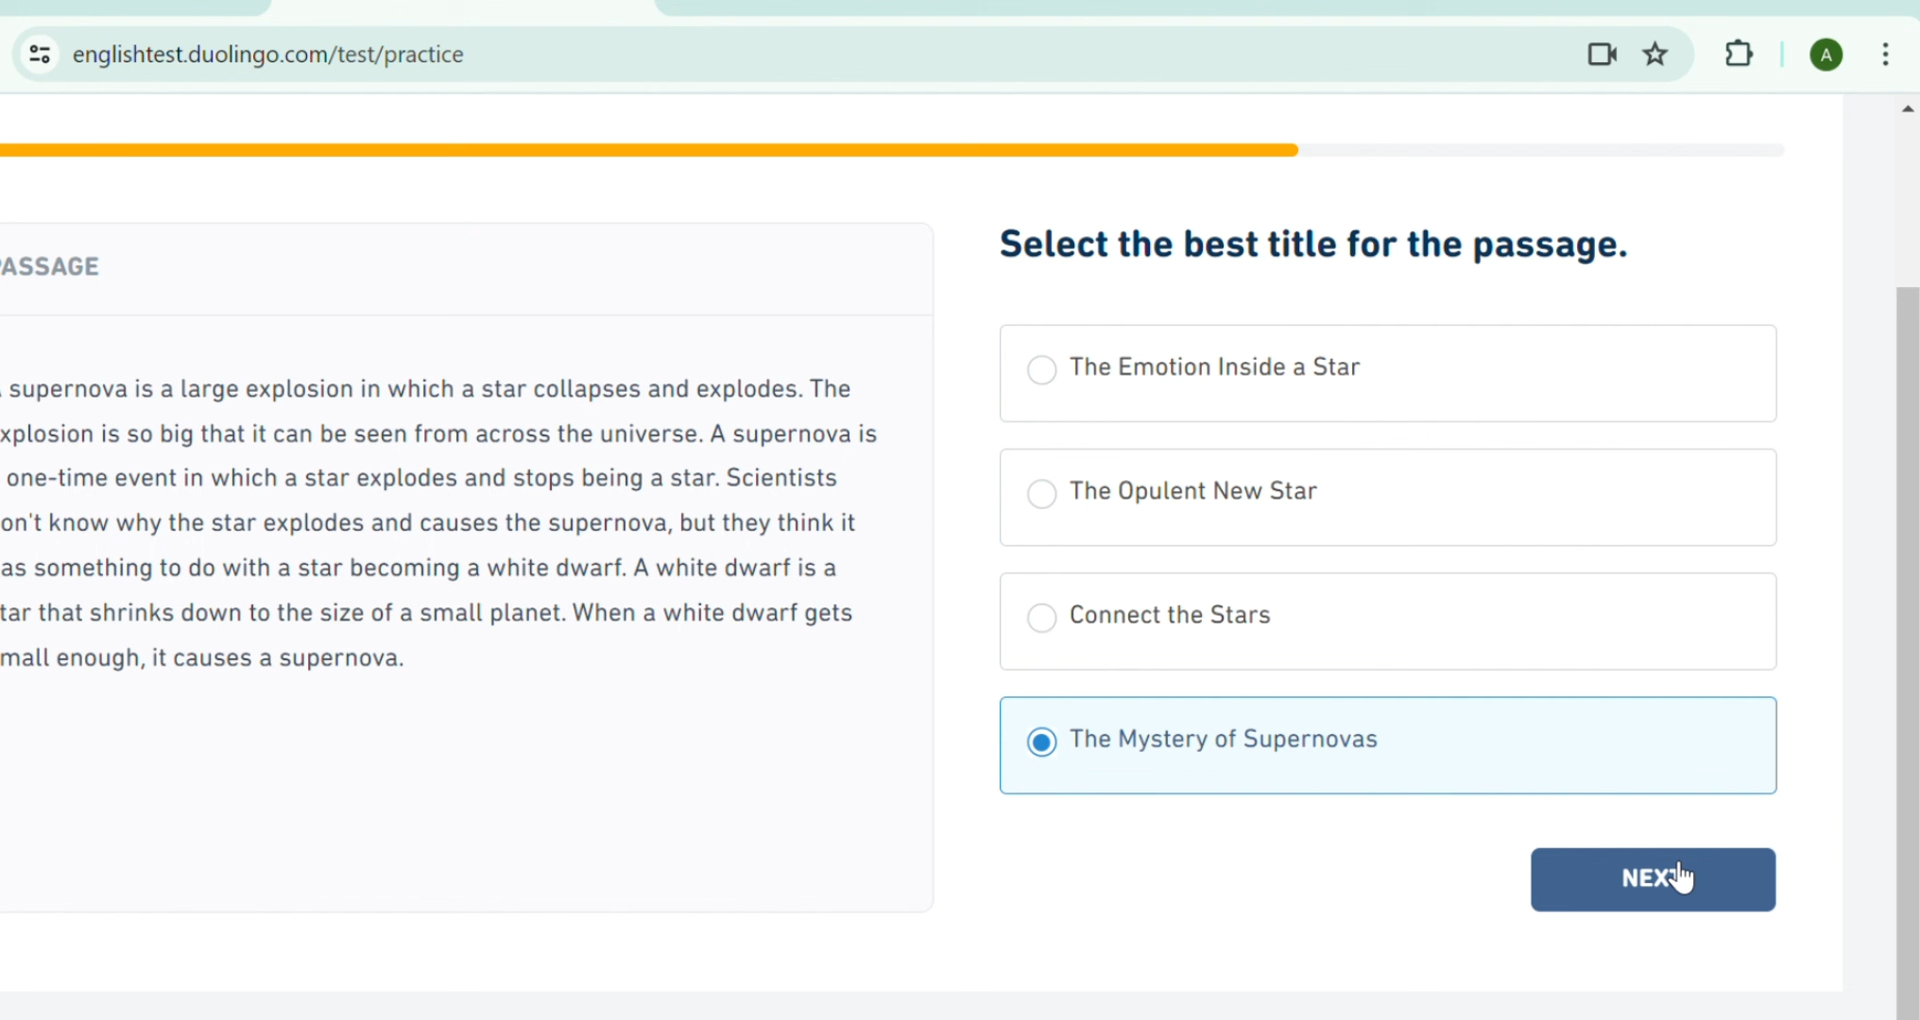 englishtest.duolingo.com/test/practice
A
ASSAGE
Select the best title for the passage.
supernova is a large explosion in which a star collapses and explodes. The
xplosion is so big that it can be seen from across the universe. A supernova is
one-time event in which a star explodes and stops being a star. Scientists
on't know why the star explodes and causes the supernova, but they think it
as something to do with a star becoming a white dwarf. A white dwarf is a
tar that shrinks down to the size of a small planet. When a white dwarf gets
mall enough, it causes a supernova.
The Emotion Inside a Star
The Opulent New Star
Connect the Stars
The Mystery of Supernovas
NEXT